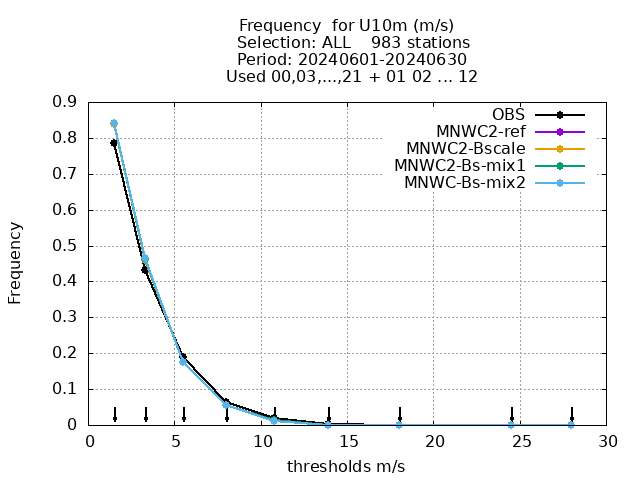 Frequency  for U10m (m/s)
Selection: ALL    983 stations
Period: 20240601-20240630
Used 00,03,...,21 + 01 02 ... 12
OBS
MNWC2-ref
MNWC2-Bscale
MNWC2-Bs-mix1
MNWC-Bs-mix2
Frequency
0.9
0.8
0.7
0.6
0.5
0.4
0.3
0.2
0.1
0
0 5 10 15 20 25 30
thresholds m/s